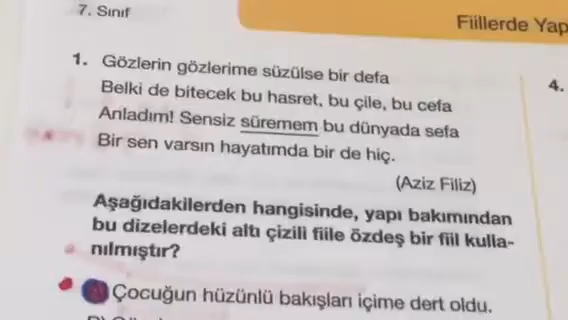 7. Sınıf
Fiillerde Yap
1. Gözlerin gözlerime süzülse bir defa
Belki de bitecek bu hasret, bu çile, bu cefa
Anladım! Sensiz süremem bu dünyada sefa
Bir sen varsın hayatımda bir de hiç.
(Aziz Filiz)
Aşağıdakilerden hangisinde, yapı bakımından
bu dizelerdeki altı çizili fiile özdeş bir fiil kulla-
nılmıştır?
Çocuğun hüzünlü bakışları içime dert oldu.
4.